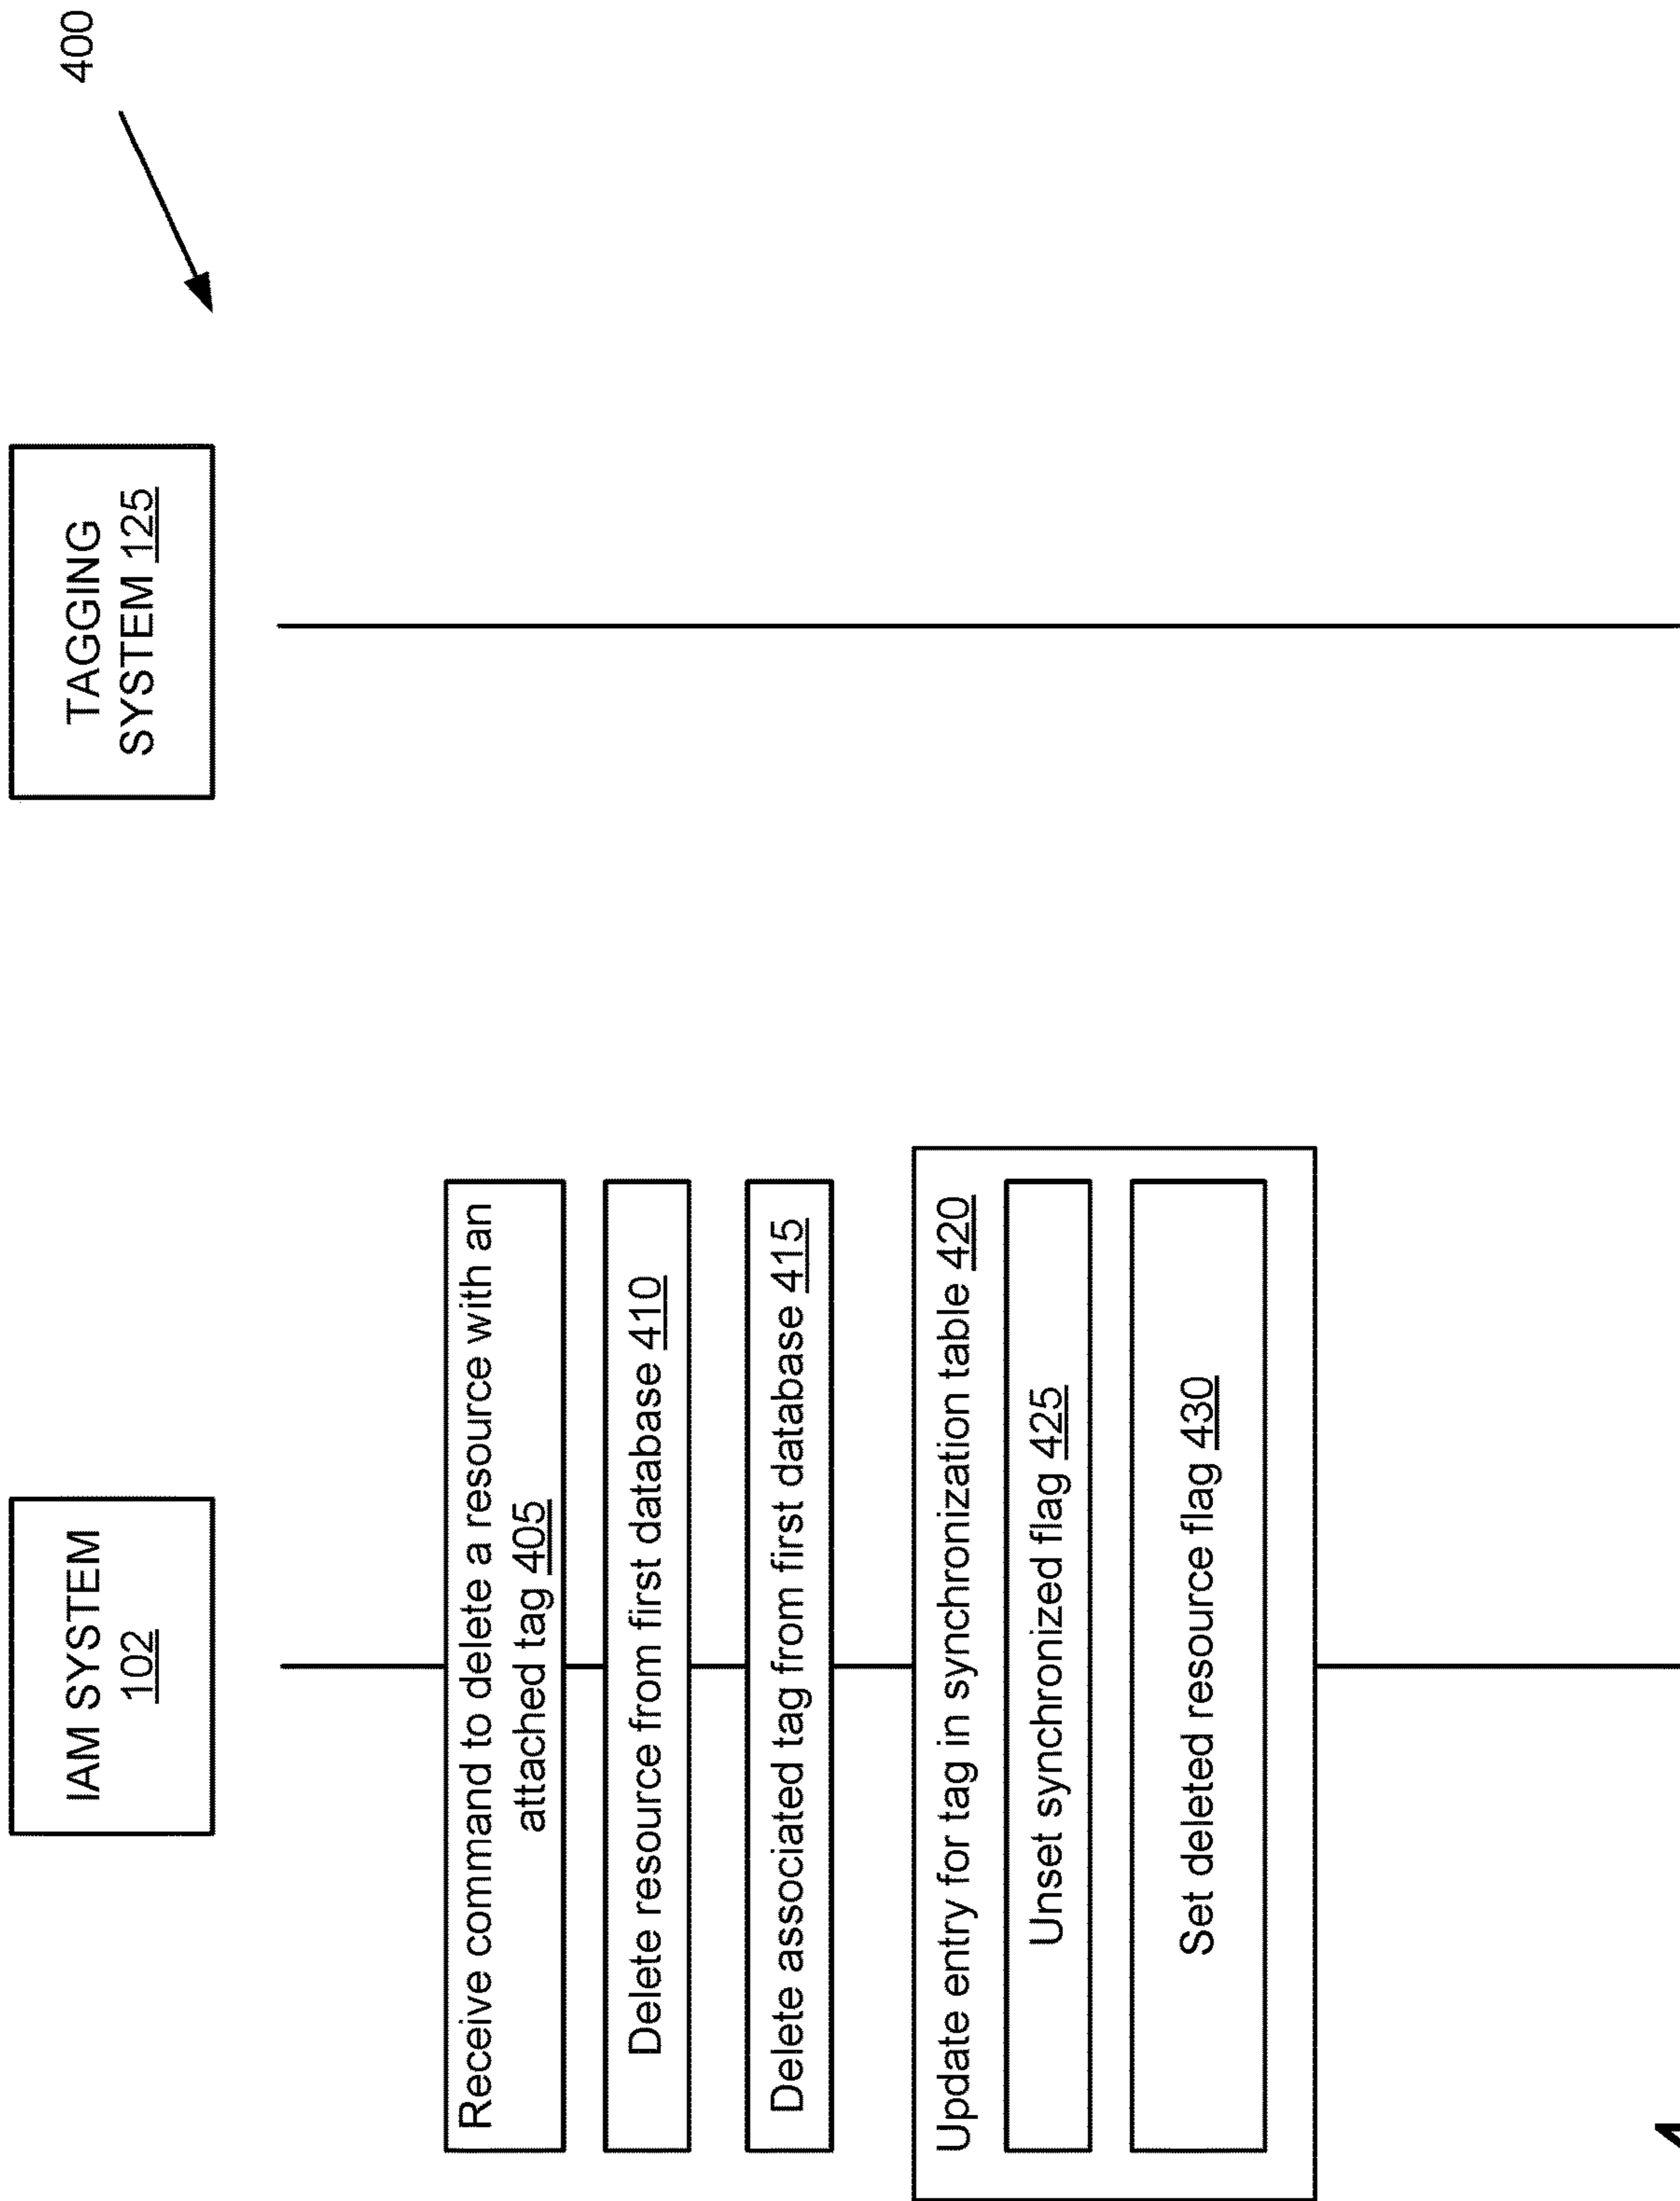 400
IAM SYSTEM
102
TAGGING
SYSTEM 125
Receive command to delete a resource with an
attached tag 405
Delete resource from first database 410
Delete associated tag from first database 415
Update entry for tag in synchronization table 420
Unset synchronized flag 425
Set deleted resource flag 430